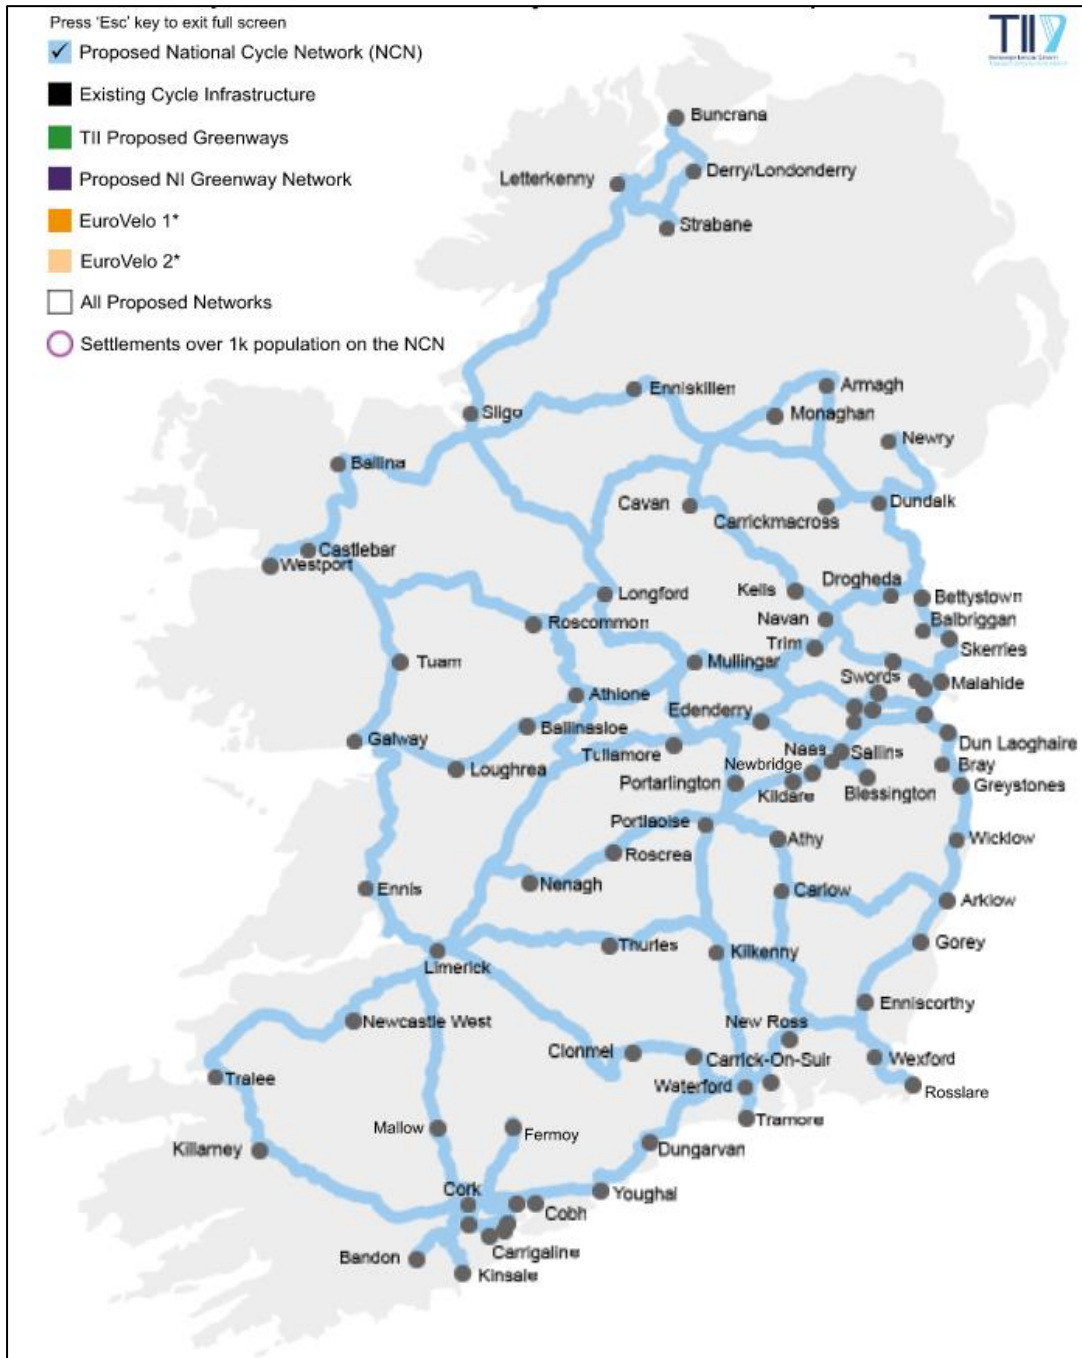 Press 'Esc' key to exit full screen
TII
Proposed National Cycle Network (NCN)
Existing Cycle Infrastructure
TII Proposed Greenways
Proposed NI Greenway Network
EuroVelo 1*
EuroVelo 2*
All Proposed Networks
Settlements over 1k population on the NCN
Buncrana
Derry/Londonderry
Letterkenny
Strabane
Enniskillen
Armagh
Sligo
Monaghan
Newry
Ballina
Cavan
Dundalk
Carrickmacross
Castlebar
Westport
Drogheda
Kells
Longford
Bettystown
Roscommon
Navan
Balbriggan
Trim
Skerries
Tuam
Mullingar
Swords
Malahide
Athlone
Edenderry
Ballinasloe
Galway
Tullamore
Naas
Sallins
Dun Laoghaire
Loughrea
Newbridge
Bray
Portarlington
Kildare
Blessington
Greystones
Portlaoise
Athy
Wicklow
Roscrea
Ennis
Nenagh
Carlow
Arklow
Thurles
Kilkenny
Gorey
Limerick
Enniscorthy
Newcastle West
New Ross
Clonmel
Carrick-On-Suir
Wexford
Tralee
Waterford
Rosslare
Mallow
Fermoy
Tramore
Killarney
Dungarvan
Cork
Youghal
Cobh
Carrigaline
Bandon
Kinsale